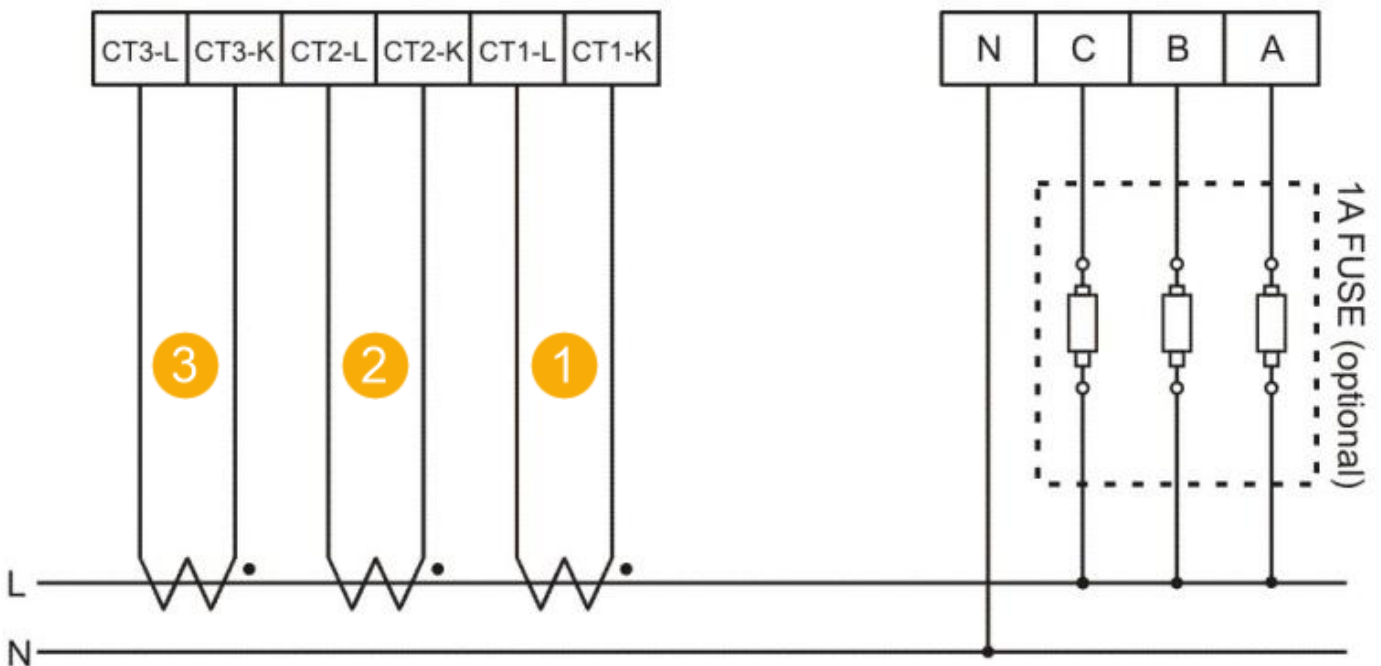 CT3-L CT3-K CT2-L CT2-K CT1-L CT1-K
N C B A
1A FUSE (optional)
3 2 1
L
N